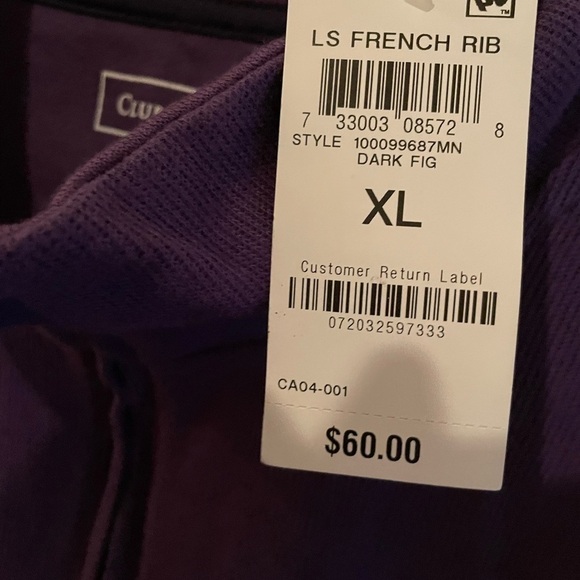 LS FRENCH RIB
7 33003 08572 8
STYLE 100099687MN
DARK FIG
XL
Customer Return Label
072032597333
CA04-001
$60.00